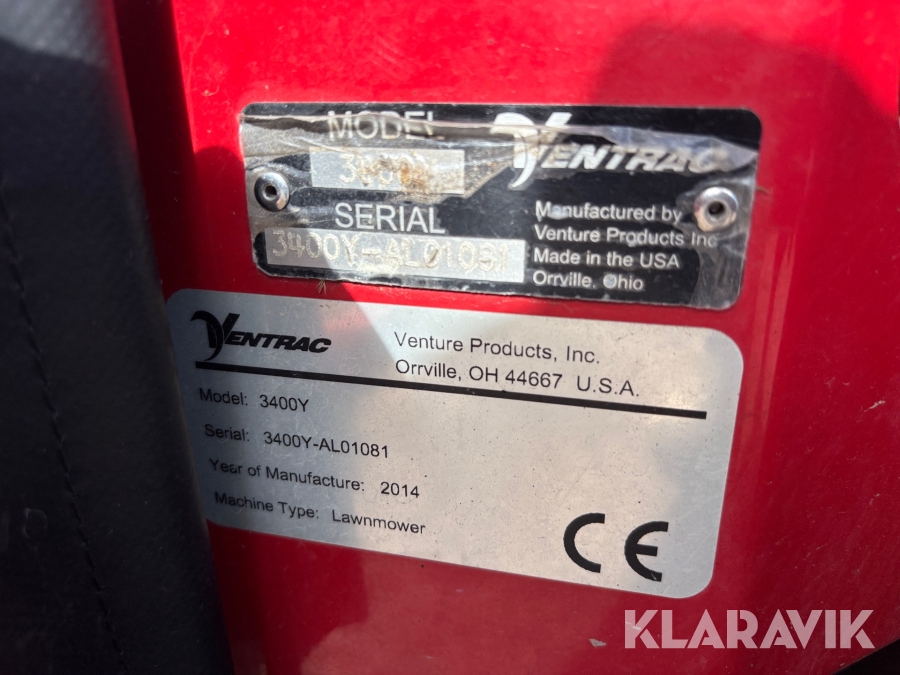 MODEL
VENTRAC
SERIAL
3400Y-AL01081
Manufactured by
Venture Products Inc
Made in the USA
Orrville, Ohio
VENTRAC
Venture Products, Inc.
Orrville, OH 44667 U.S.A.
Model: 3400Y
Serial: 3400Y-AL01081
Year of Manufacture: 2014
Machine Type: Lawnmower
CE
KLARAVIK